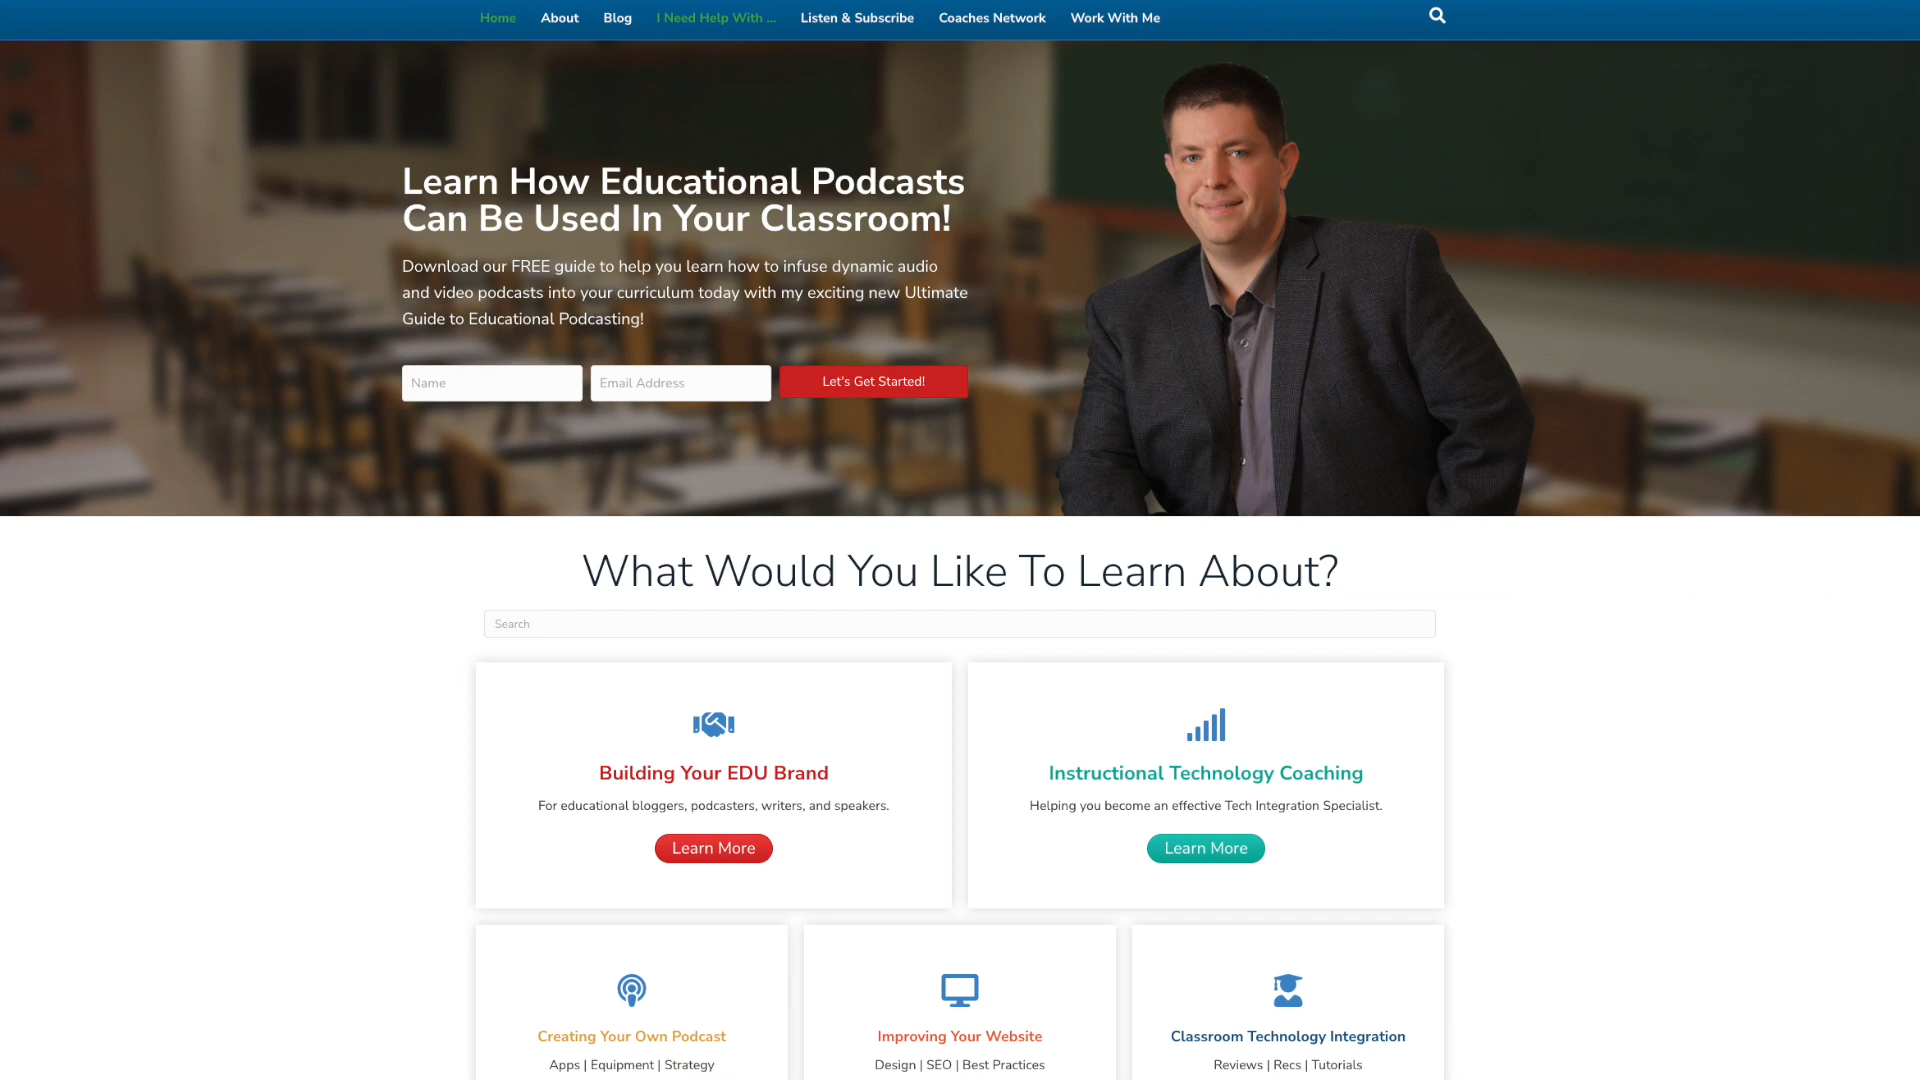 Home About Blog I Need Help With ... Listen & Subscribe Coaches Network Work With Me
Learn How Educational Podcasts
Can Be Used In Your Classroom!
Download our FREE guide to help you learn how to infuse dynamic audio
and video podcasts into your curriculum today with my exciting new Ultimate
Guide to Educational Podcasting!
Name Email Address Let's Get Started!
What Would You Like To Learn About?
Search
Building Your EDU Brand
For educational bloggers, podcasters, writers, and speakers.
Learn More
Instructional Technology Coaching
Helping you become an effective Tech Integration Specialist.
Learn More
Creating Your Own Podcast
Apps | Equipment | Strategy
Improving Your Website
Design | SEO | Best Practices
Classroom Technology Integration
Reviews | Recs | Tutorials